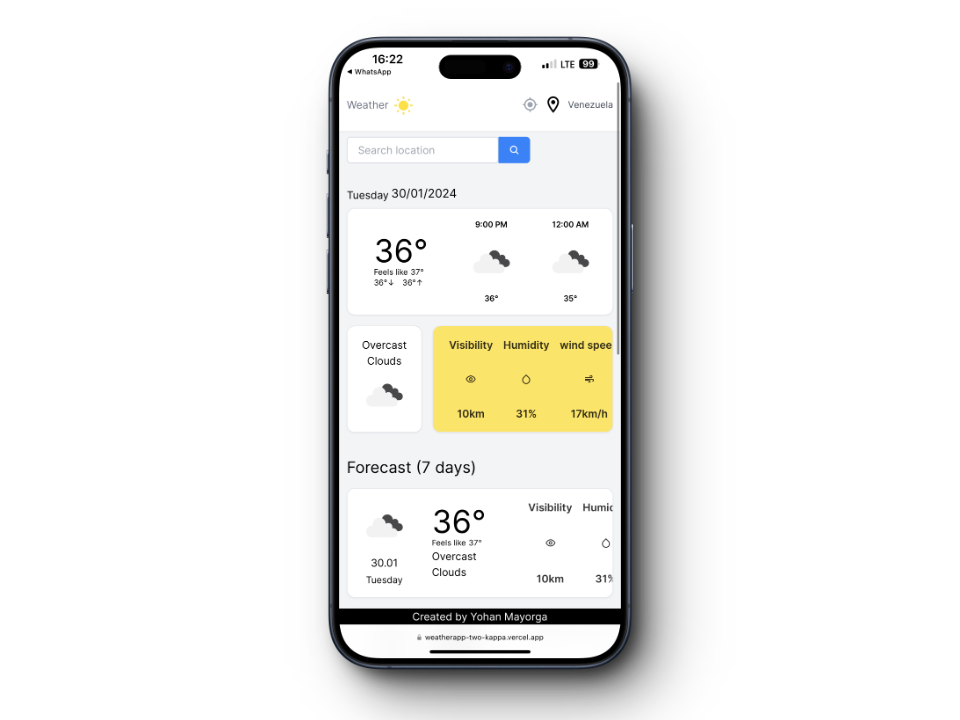 16:22
LTE 99
◀ WhatsApp
Weather
Venezuela
Search location
Tuesday 30/01/2024
9:00 PM
12:00 AM
36°
Feels like 37°
36°↓ 36°↑
36°
35°
Overcast
Clouds
Visibility Humidity wind spee
10km 31% 17km/h
Forecast (7 days)
36°
Feels like 37°
Overcast
Clouds
30.01
Tuesday
Visibility Humid
10km 31%
Created by Yohan Mayorga
weatherapp-two-kappa.vercel.app